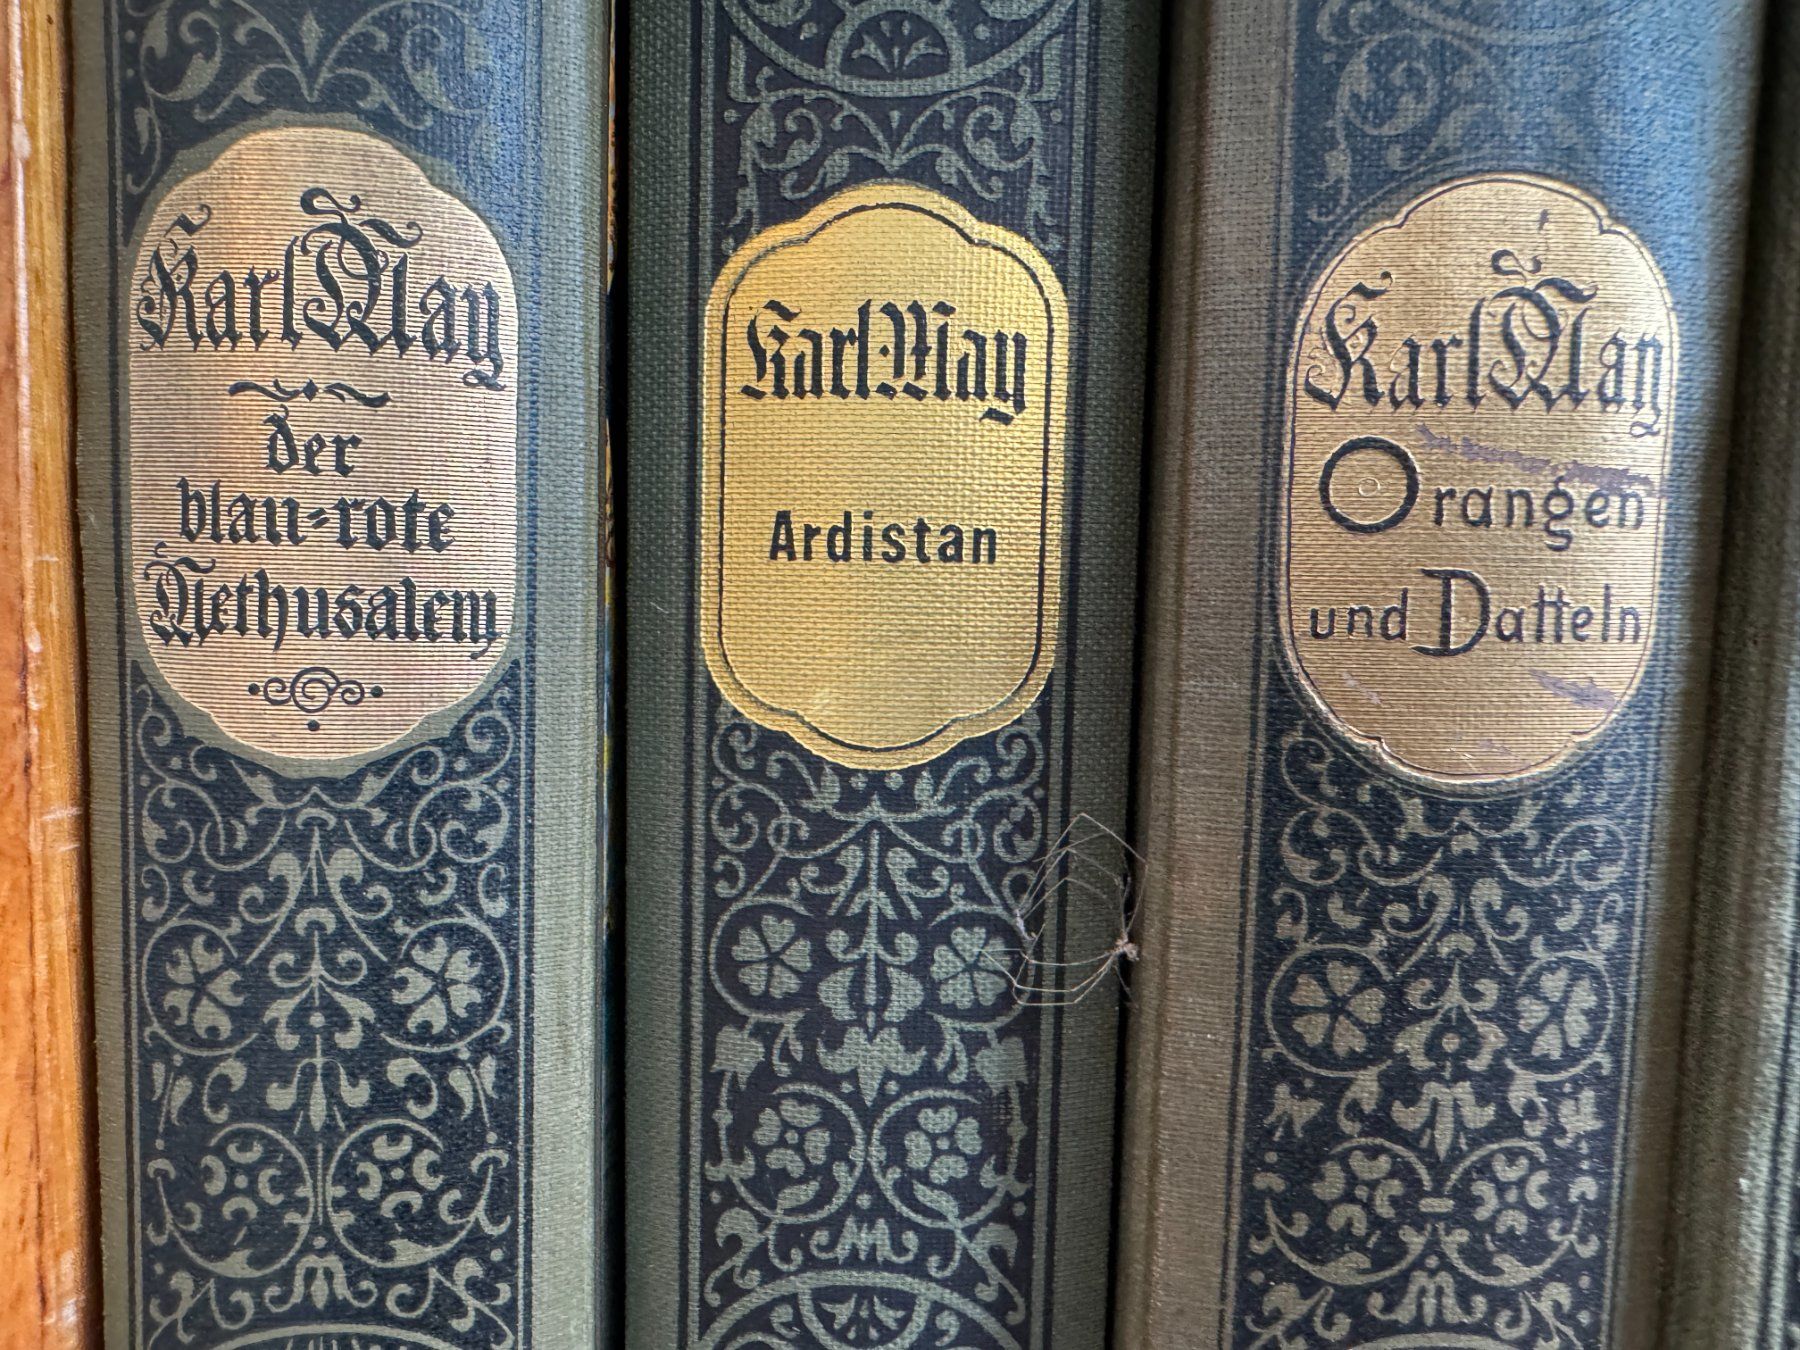 Karl May
der
blau-rote
Methusalem
Karl May
Ardistan
Karl May
Orangen
und Datteln